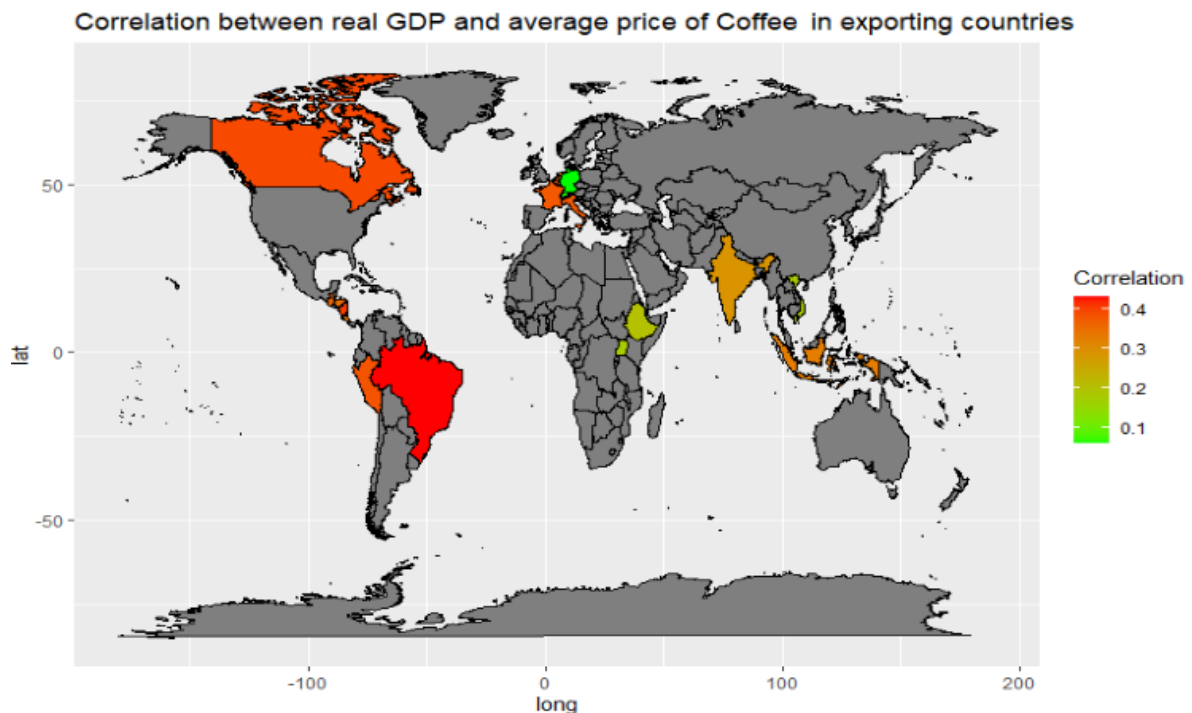 Correlation between real GDP and average price of Coffee in exporting countries
lat
50
0
-50
-100
0
100
200
long
Correlation
0.4
0.3
0.2
0.1